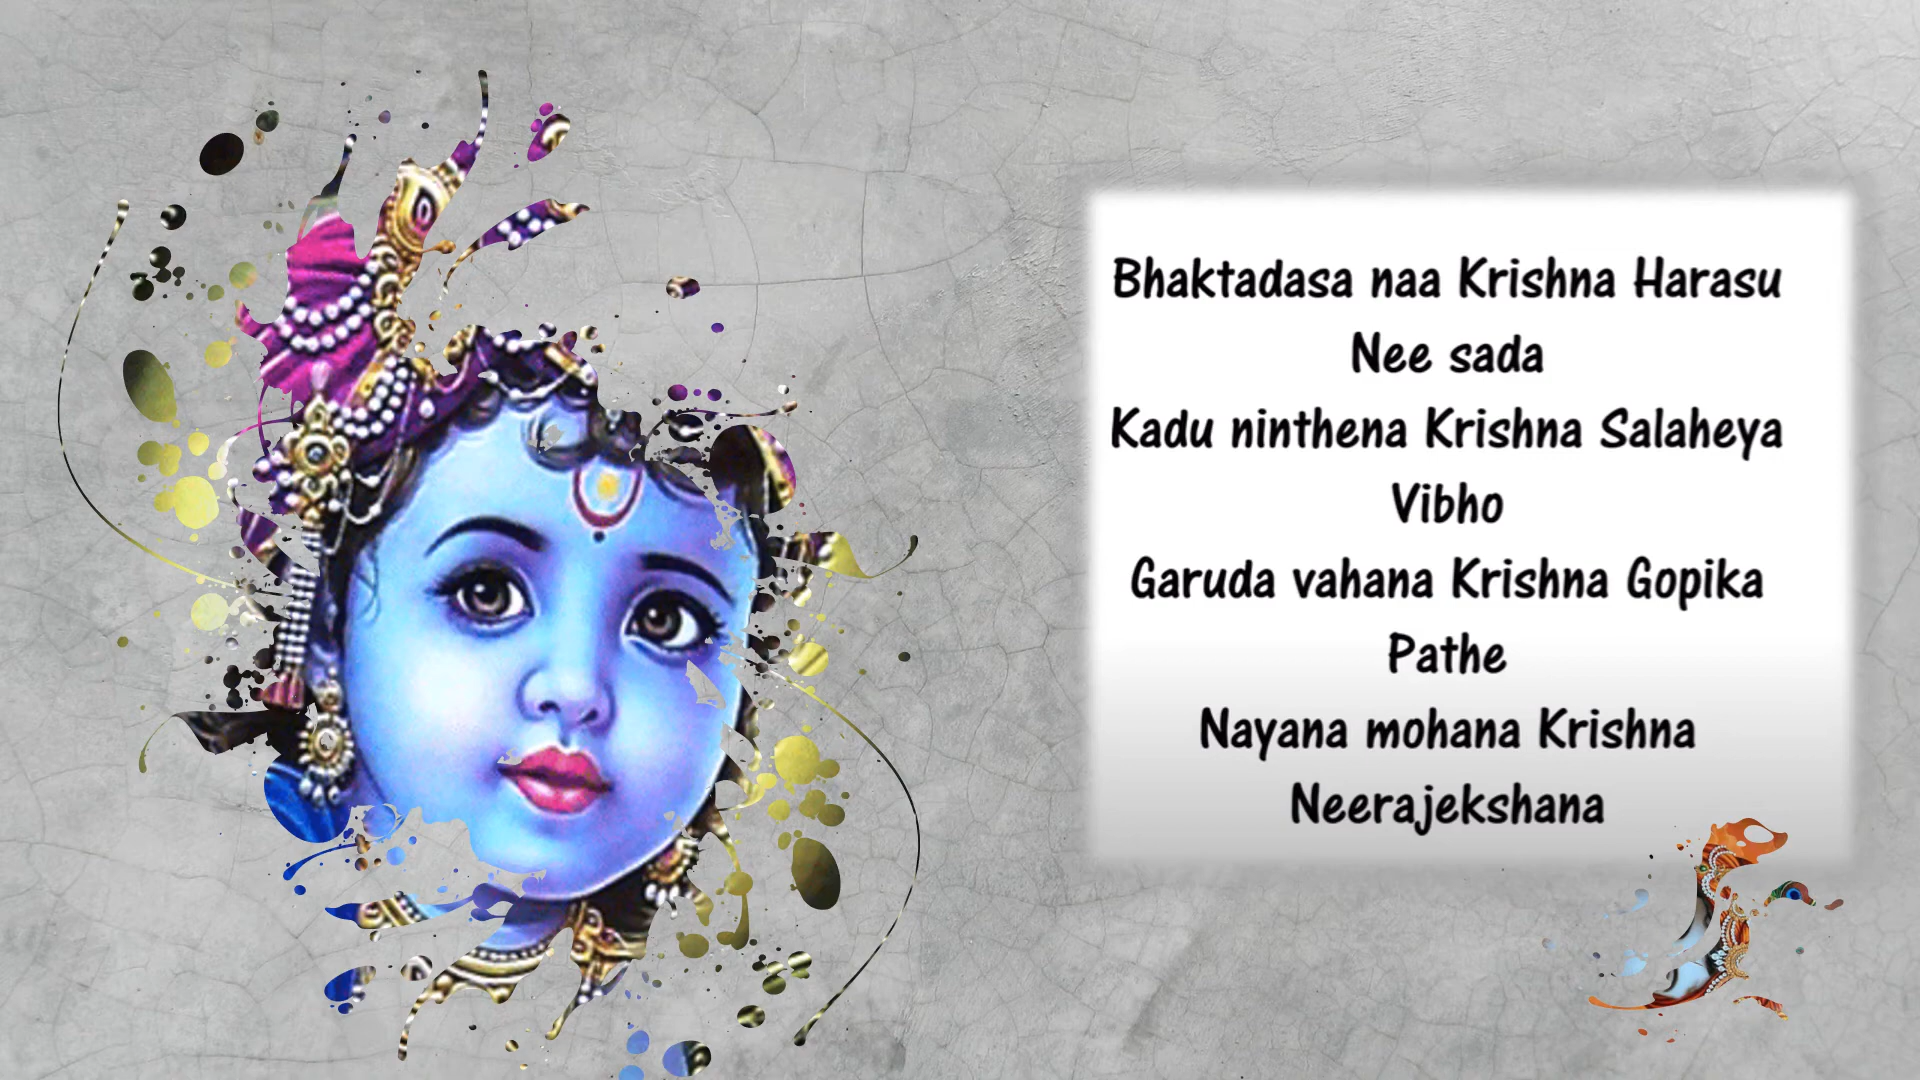 Bhaktadasa naa Krishna Harasu
Nee sada
Kadu ninthena Krishna Salaheya
Vibho
Garuda vahana Krishna Gopika
Pathe
Nayana mohana Krishna
Neerajekshana